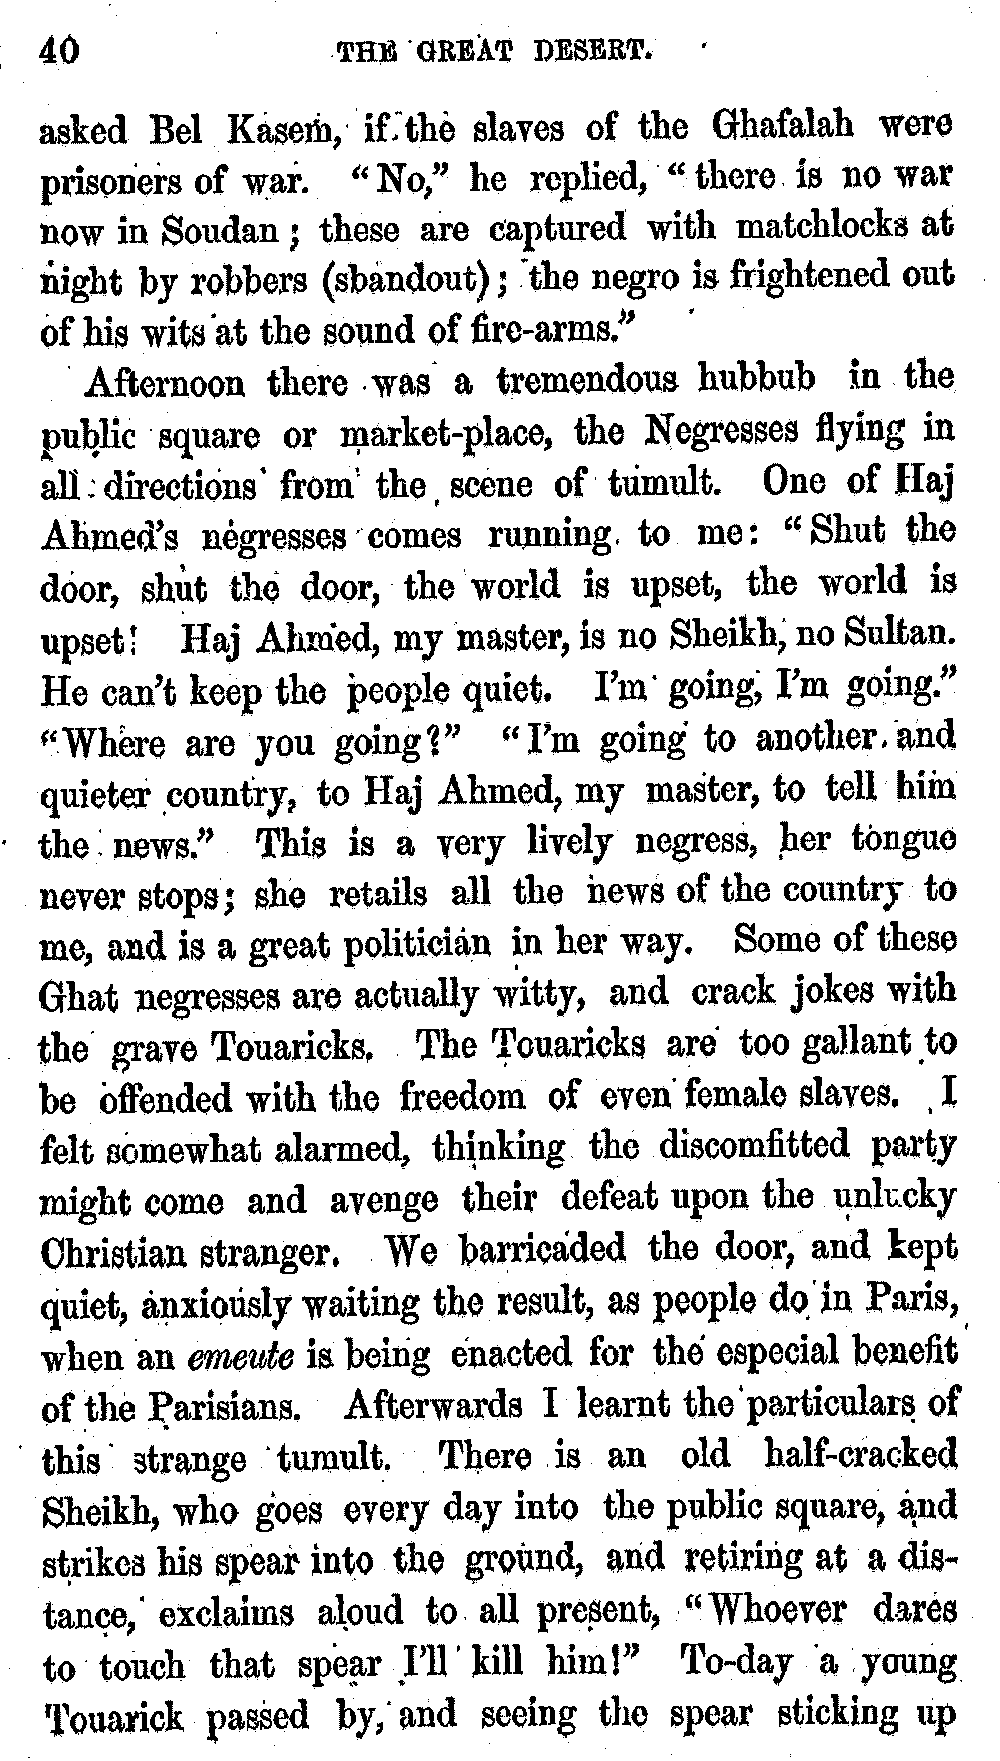 40 THE GREAT DESERT.
asked Bel Kasem, if the slaves of the Ghafalah were
prisoners of war. "No," he replied, "there is no war
now in Soudan; these are captured with matchlocks at
night by robbers (sbandout); the negro is frightened out
of his wits at the sound of fire-arms."
Afternoon there was a tremendous hubbub in the
public square or market-place, the Negresses flying in
all directions from the scene of tumult. One of Haj
Ahmed's negresses comes running to me: "Shut the
door, shut the door, the world is upset, the world is
upset! Haj Ahmed, my master, is no Sheikh, no Sultan.
He can't keep the people quiet. I'm going, I'm going."
"Where are you going?" "I'm going to another and
quieter country, to Haj Ahmed, my master, to tell him
the news." This is a very lively negress, her tongue
never stops; she retails all the news of the country to
me, and is a great politician in her way. Some of these
Ghat negresses are actually witty, and crack jokes with
the grave Touaricks. The Touaricks are too gallant to
be offended with the freedom of even female slaves. I
felt somewhat alarmed, thinking the discomfitted party
might come and avenge their defeat upon the unlucky
Christian stranger. We barricaded the door, and kept
quiet, anxiously waiting the result, as people do in Paris,
when an emeute is being enacted for the especial benefit
of the Parisians. Afterwards I learnt the particulars of
this strange tumult. There is an old half-cracked
Sheikh, who goes every day into the public square, and
strikes his spear into the ground, and retiring at a dis-
tance, exclaims aloud to all present, "Whoever dares
to touch that spear I'll kill him!" To-day a young
Touarick passed by, and seeing the spear sticking up